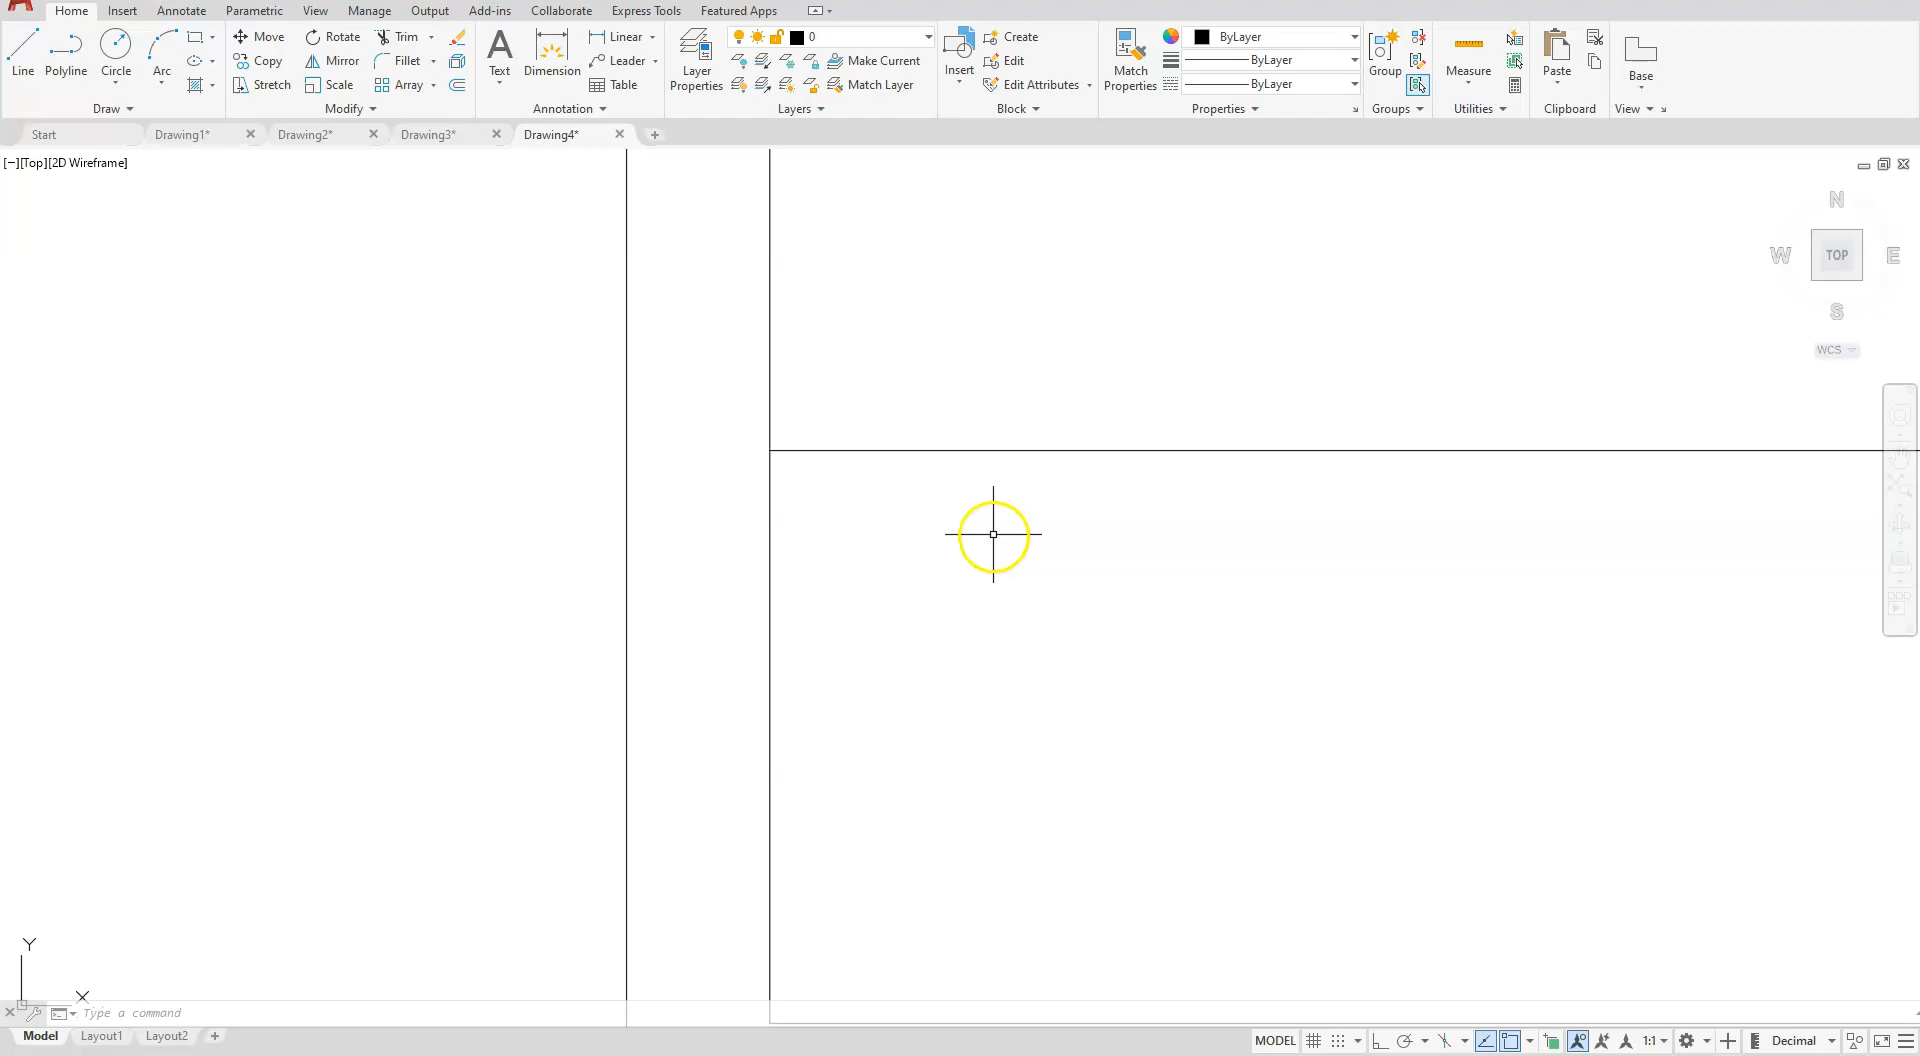 Home Insert Annotate Parametric View Manage Output Add-ins Collaborate Express Tools Featured Apps
Line Polyline Circle Arc
Move Rotate Trim
Copy Mirror Fillet
Stretch Scale Array
Text Dimension
Linear
Leader
Table
Layer Properties
0
Make Current
Match Layer
Insert
Create
Edit
Edit Attributes
Match Properties
ByLayer
ByLayer
ByLayer
Group
Measure
Paste
Base
Draw Modify Annotation Layers Block Properties Groups Utilities Clipboard View
Start Drawing1* Drawing2* Drawing3* Drawing4*
[−][Top][2D Wireframe]
N
W TOP E
S
WCS
Y
X
Type a command
Model Layout1 Layout2
MODEL 1:1 Decimal